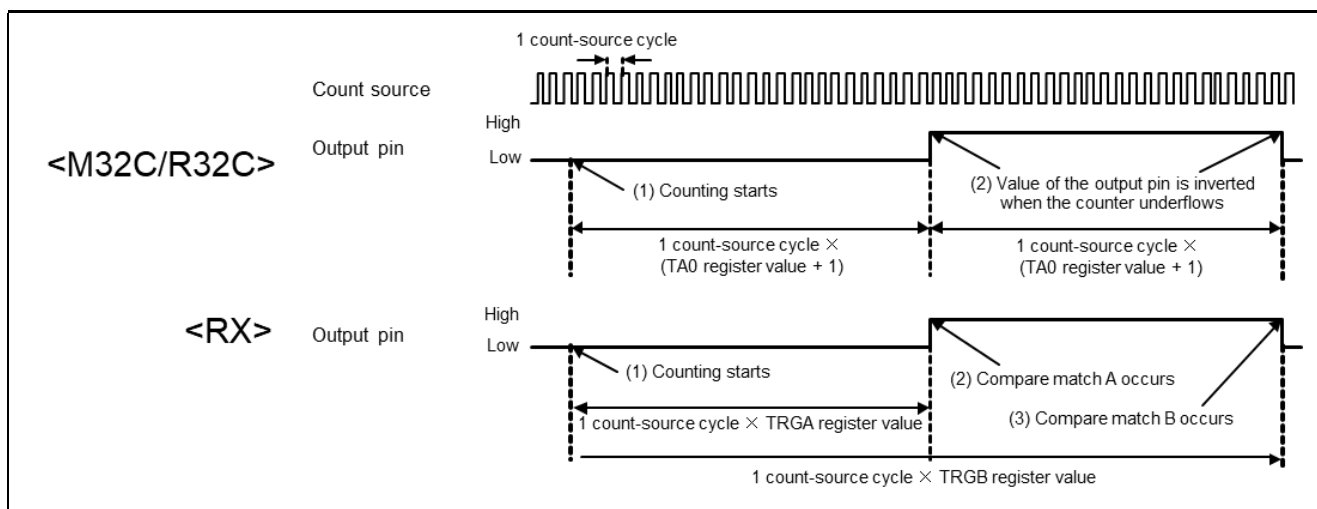 1 count-source cycle
Count source
<M32C/R32C>
Output pin
High
Low
(1) Counting starts
(2) Value of the output pin is inverted
when the counter underflows
1 count-source cycle ×
(TA0 register value + 1)
1 count-source cycle ×
(TA0 register value + 1)
<RX>
Output pin
High
Low
(1) Counting starts
(2) Compare match A occurs
(3) Compare match B occurs
1 count-source cycle × TRGA register value
1 count-source cycle × TRGB register value